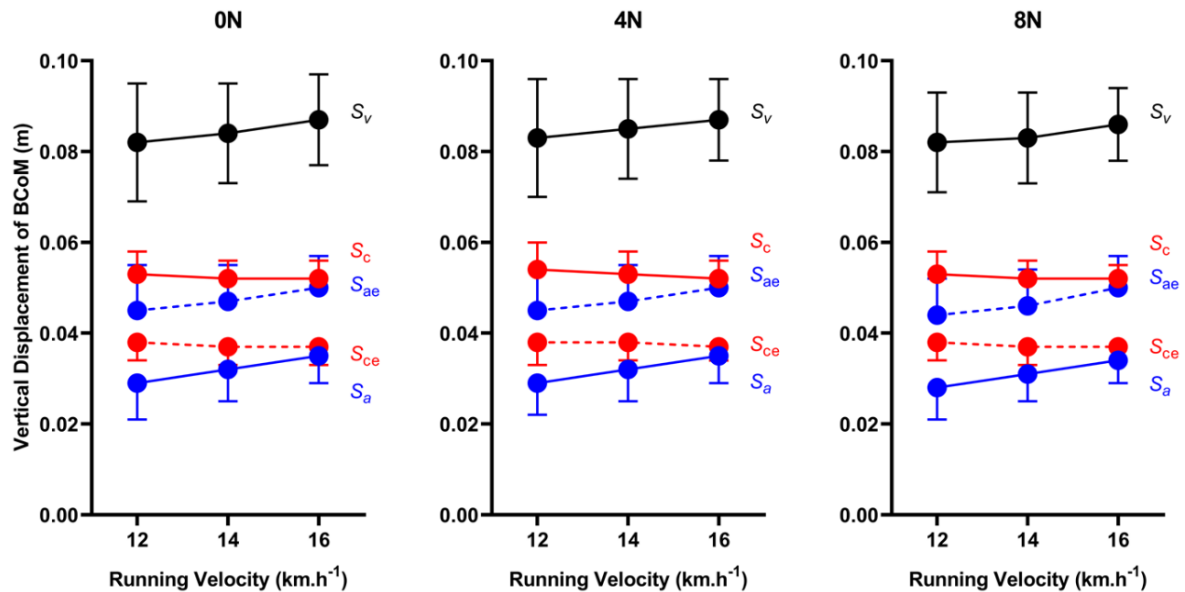 0N
4N
8N
Vertical Displacement of BCoM (m)
0.10
0.08
0.06
0.04
0.02
0.00
12 14 16
Running Velocity (km.h⁻¹)
Sv
Sc
Sae
Sce
Sa
0.10
0.08
0.06
0.04
0.02
0.00
12 14 16
Running Velocity (km.h⁻¹)
Sv
Sc
Sae
Sce
Sa
0.10
0.08
0.06
0.04
0.02
0.00
12 14 16
Running Velocity (km.h⁻¹)
Sv
Sc
Sae
Sce
Sa